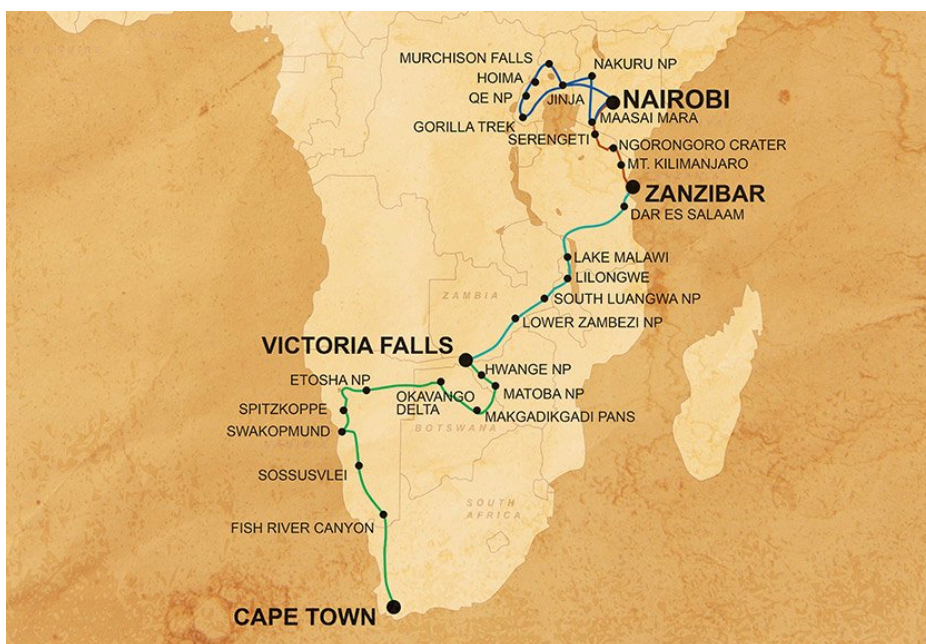 MURCHISON FALLS
NAKURU NP
HOIMA
QE NP
JINJA
NAIROBI
GORILLA TREK
MAASAI MARA
SERENGETI
NGORONGORO CRATER
MT. KILIMANJARO
ZANZIBAR
DAR ES SALAAM
LAKE MALAWI
LILONGWE
ZAMBIA
SOUTH LUANGWA NP
LOWER ZAMBEZI NP
VICTORIA FALLS
HWANGE NP
ETOSHA NP
MATOBA NP
OKAVANGO
DELTA
SPITZKOPPE
MAKGADIKGADI PANS
SWAKOPMUND
BOTSWANA
SOSSUSVLEI
SOUTH
AFRICA
FISH RIVER CANYON
CAPE TOWN